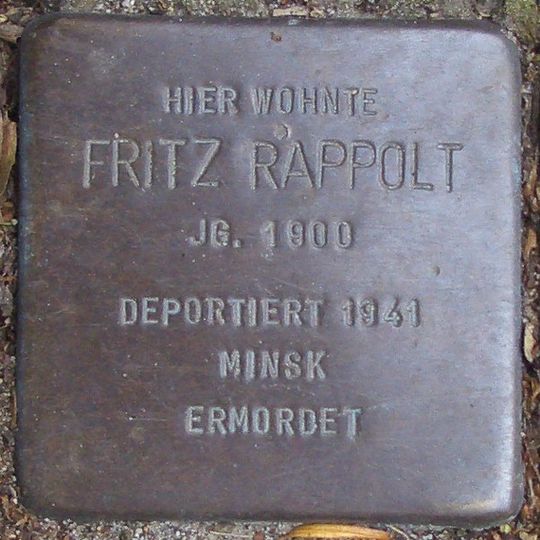 HIER WOHNTE
FRITZ RAPPOLT
JG. 1900
DEPORTIERT 1941
MINSK
ERMORDET